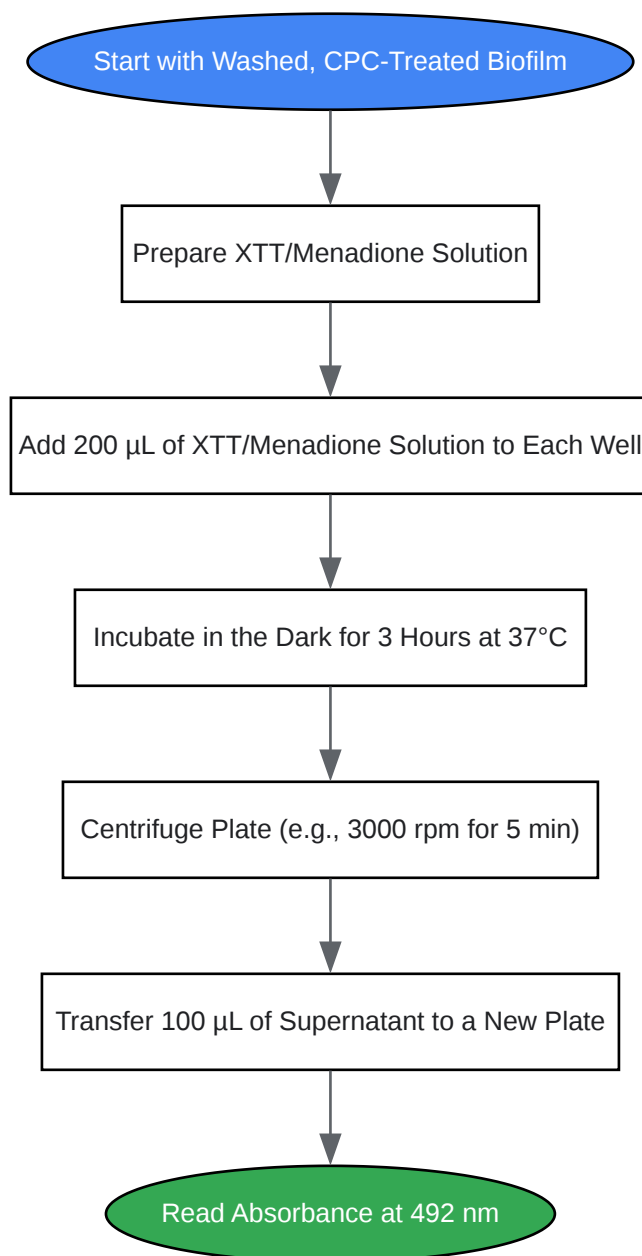 Start with Washed, CPC-Treated Biofilm
Prepare XTT/Menadione Solution
Add 200 µL of XTT/Menadione Solution to Each Well
Incubate in the Dark for 3 Hours at 37°C
Centrifuge Plate (e.g., 3000 rpm for 5 min)
Transfer 100 µL of Supernatant to a New Plate
Read Absorbance at 492 nm